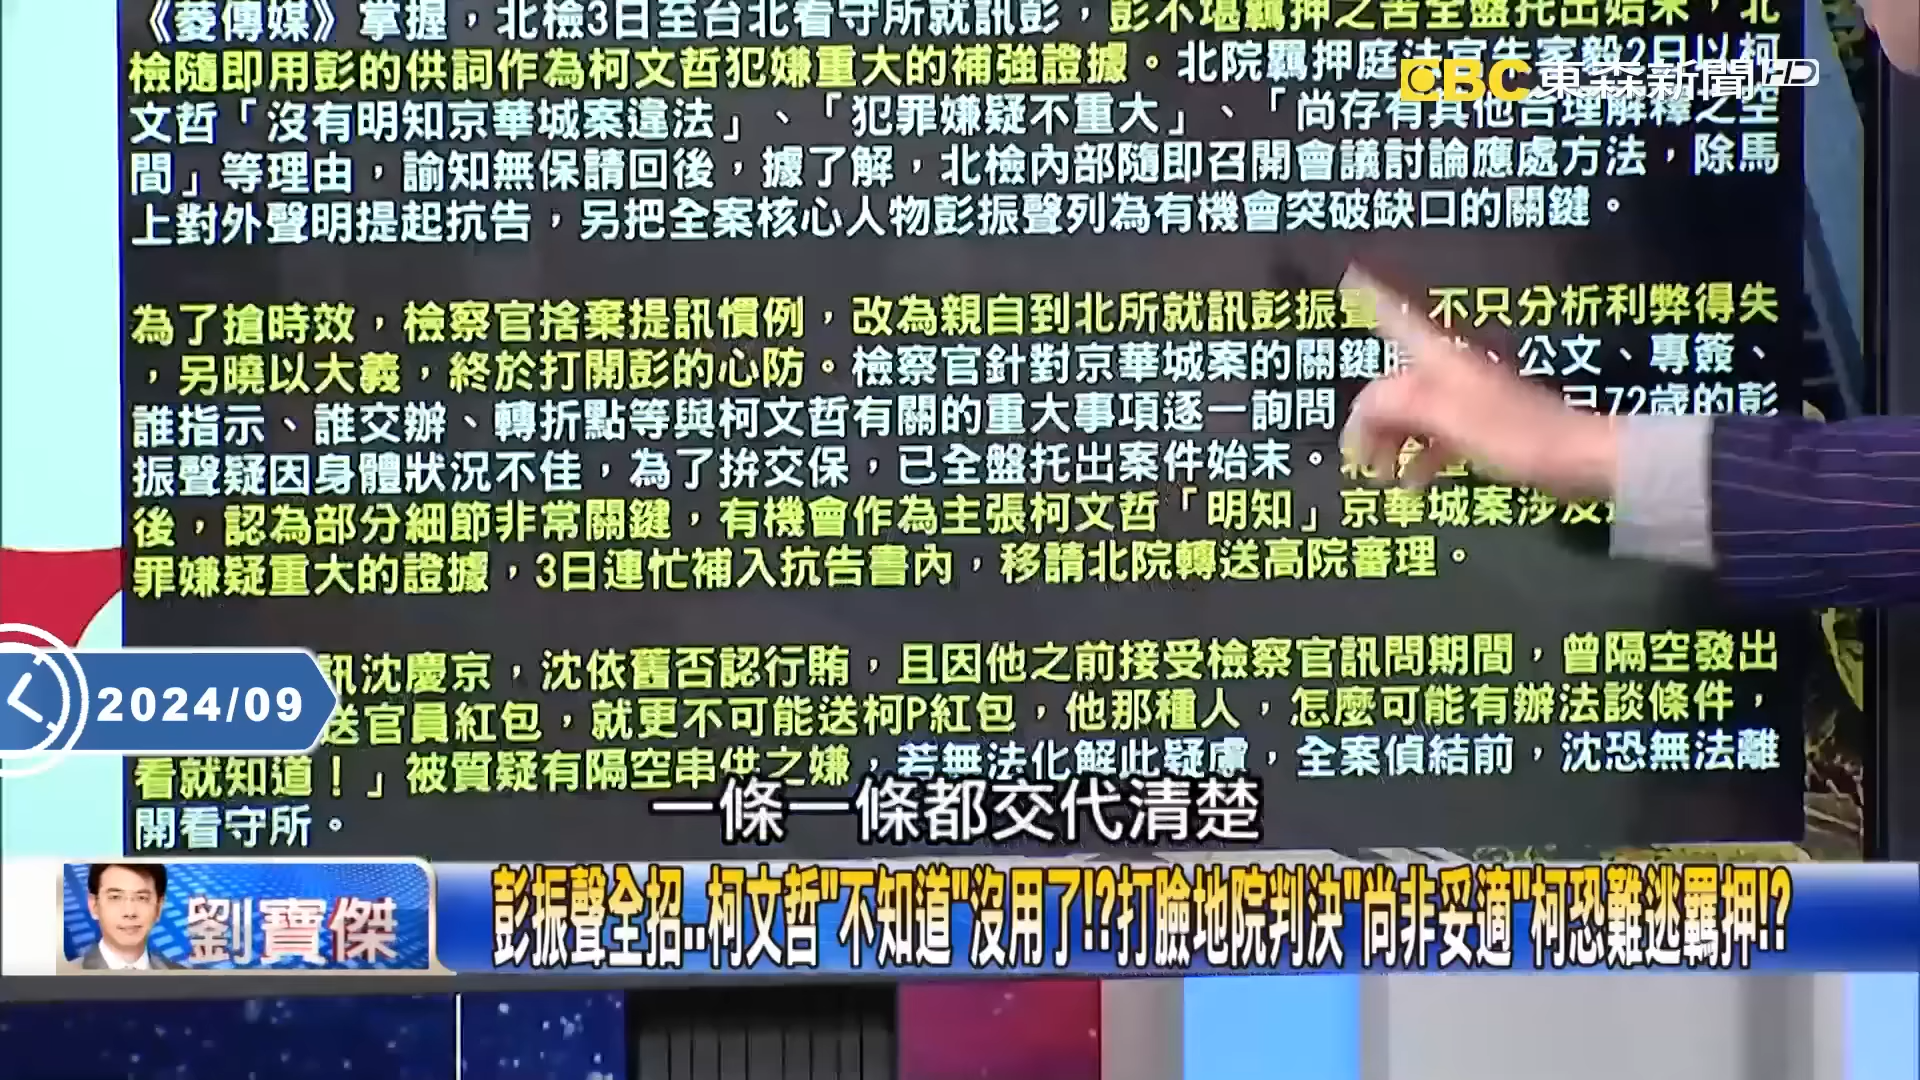 《菱傳媒》掌握，北檢3日至台北看守所就訊彭，彭不堪羈押之苦全盤托出始末，北
檢隨即用彭的供詞作為柯文哲犯嫌重大的補強證據。北院羈押庭法官朱家毅2日以柯
EBC 東森新聞 HD
文哲「沒有明知京華城案違法」、「犯罪嫌疑不重大」、「尚存有其他合理解釋之空
間」等理由，諭知無保請回後，據了解，北檢內部隨即召開會議討論應處方法，除馬
上對外聲明提起抗告，另把全案核心人物彭振聲列為有機會突破缺口的關鍵。
為了搶時效，檢察官捨棄提訊慣例，改為親自到北所就訊彭振聲，不只分析利弊得失
，另曉以大義，終於打開彭的心防。檢察官針對京華城案的關鍵時、公文、專簽、
誰指示、誰交辦、轉折點等與柯文哲有關的重大事項逐一詢問 已72歲的彭
振聲疑因身體狀況不佳，為了拚交保，已全盤托出案件始末。北檢
後，認為部分細節非常關鍵，有機會作為主張柯文哲「明知」京華城案涉及
罪嫌疑重大的證據，3日連忙補入抗告書內，移請北院轉送高院審理。
訊沈慶京，沈依舊否認行賄，且因他之前接受檢察官訊問期間，曾隔空發出
送官員紅包，就更不可能送柯P紅包，他那種人，怎麼可能有辦法談條件，
2024/09
看就知道！」被質疑有隔空串供之嫌，若無法化解此疑慮，全案偵結前，沈恐無法離
開看守所。
一條一條都交代清楚
劉寶傑
彭振聲全招..柯文哲"不知道"沒用了!?打臉地院判決"尚非妥適"柯恐難逃羈押!?